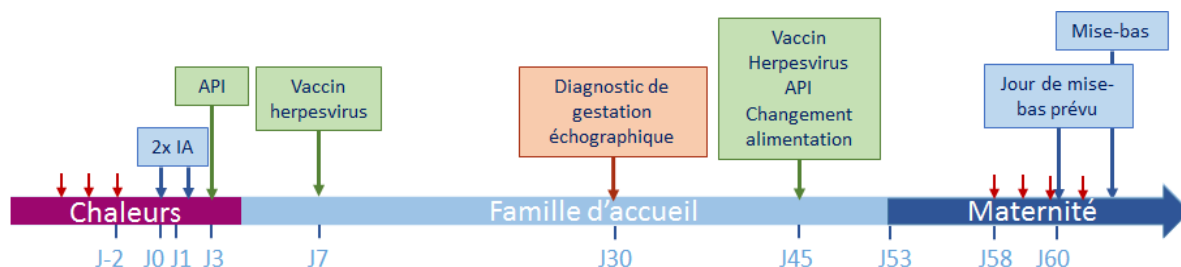 Mise-bas
API
Vaccin
herpesvirus
Diagnostic de
gestation
échographique
Vaccin
Herpesvirus
API
Changement
alimentation
Jour de mise-
bas prévu
2x IA
Chaleurs
Famille d'accueil
Maternité
J-2 J0 J1 J3 J7 J30 J45 J53 J58 J60